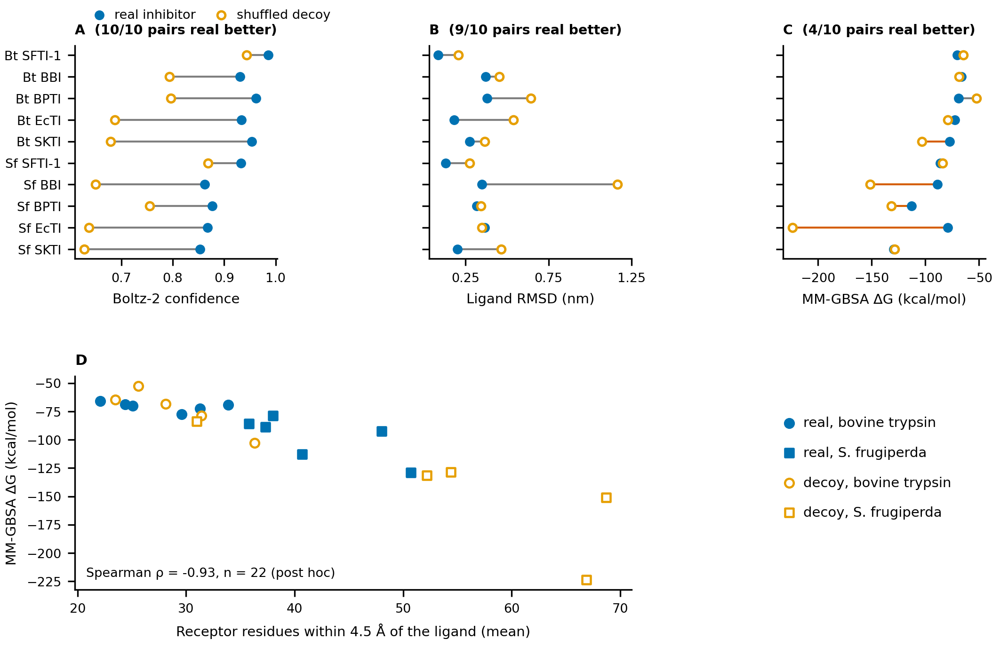 real inhibitor shuffled decoy
A (10/10 pairs real better)
B (9/10 pairs real better)
C (4/10 pairs real better)
Bt SFTI-1
Bt BBI
Bt BPTI
Bt EcTI
Bt SKTI
Sf SFTI-1
Sf BBI
Sf BPTI
Sf EcTI
Sf SKTI
0.7 0.8 0.9 1.0
Boltz-2 confidence
0.25 0.75 1.25
Ligand RMSD (nm)
−200 −150 −100 −50
MM-GBSA ΔG (kcal/mol)
D
MM-GBSA ΔG (kcal/mol)
−50
−75
−100
−125
−150
−175
−200
−225
Spearman ρ = -0.93, n = 22 (post hoc)
20 30 40 50 60 70
Receptor residues within 4.5 Å of the ligand (mean)
real, bovine trypsin
real, S. frugiperda
decoy, bovine trypsin
decoy, S. frugiperda